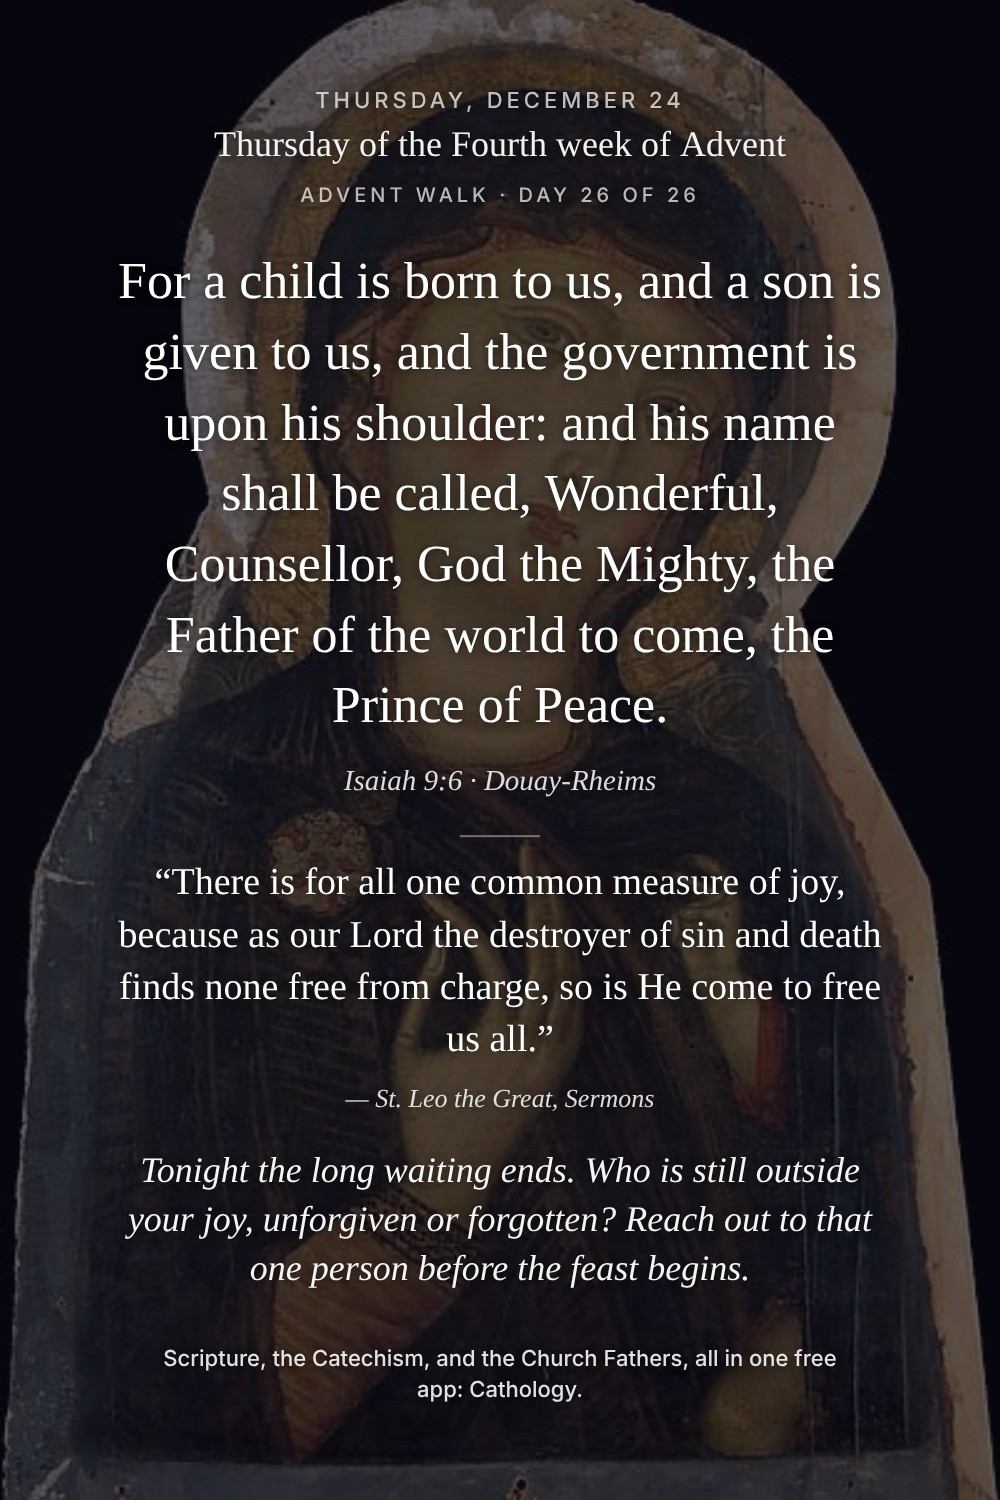 THURSDAY, DECEMBER 24
Thursday of the Fourth week of Advent
ADVENT WALK · DAY 26 OF 26
For a child is born to us, and a son is
given to us, and the government is
upon his shoulder: and his name
shall be called, Wonderful,
Counsellor, God the Mighty, the
Father of the world to come, the
Prince of Peace.
Isaiah 9:6 · Douay-Rheims
“There is for all one common measure of joy,
because as our Lord the destroyer of sin and death
finds none free from charge, so is He come to free
us all.”
— St. Leo the Great, Sermons
Tonight the long waiting ends. Who is still outside
your joy, unforgiven or forgotten? Reach out to that
one person before the feast begins.
Scripture, the Catechism, and the Church Fathers, all in one free
app: Cathology.